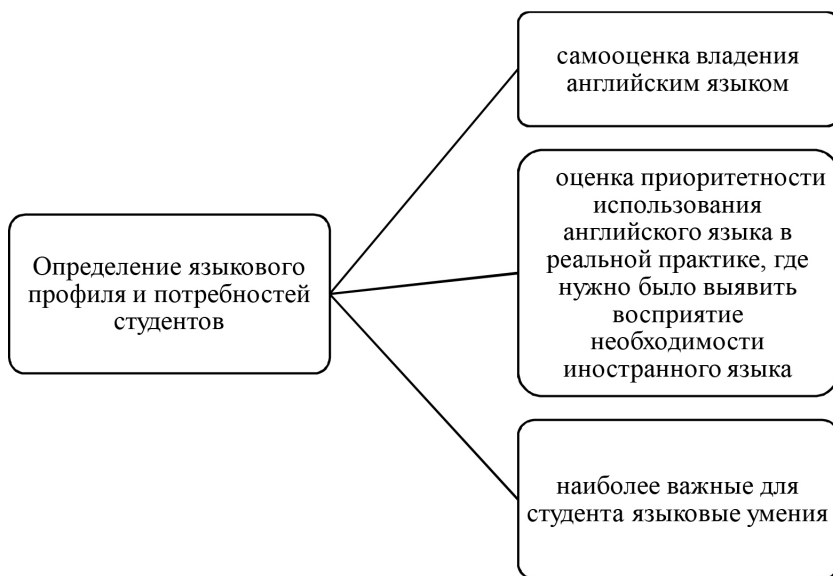 самооценка владения
английским языком
оценка приоритетности
использования
английского языка в
реальной практике, где
нужно было выявить
восприятие
необходимости
иностранного языка
Определение языкового
профиля и потребностей
студентов
наиболее важные для
студента языковые умения